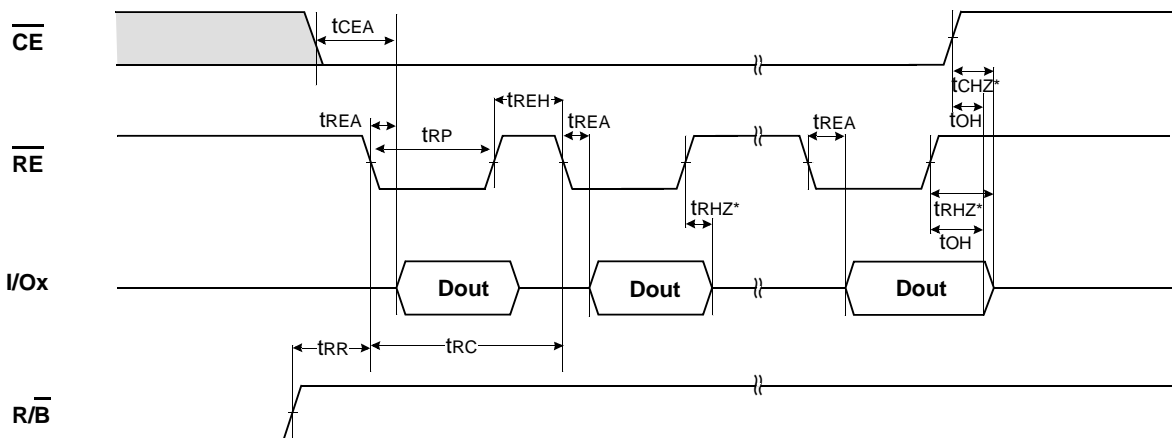 CE
tCEA
tCHZ*
tREH
tREA
tREA
tREA
tOH
tRP
RE
tRHZ*
tRHZ*
tOH
I/Ox
Dout
Dout
Dout
tRR
tRC
R/B